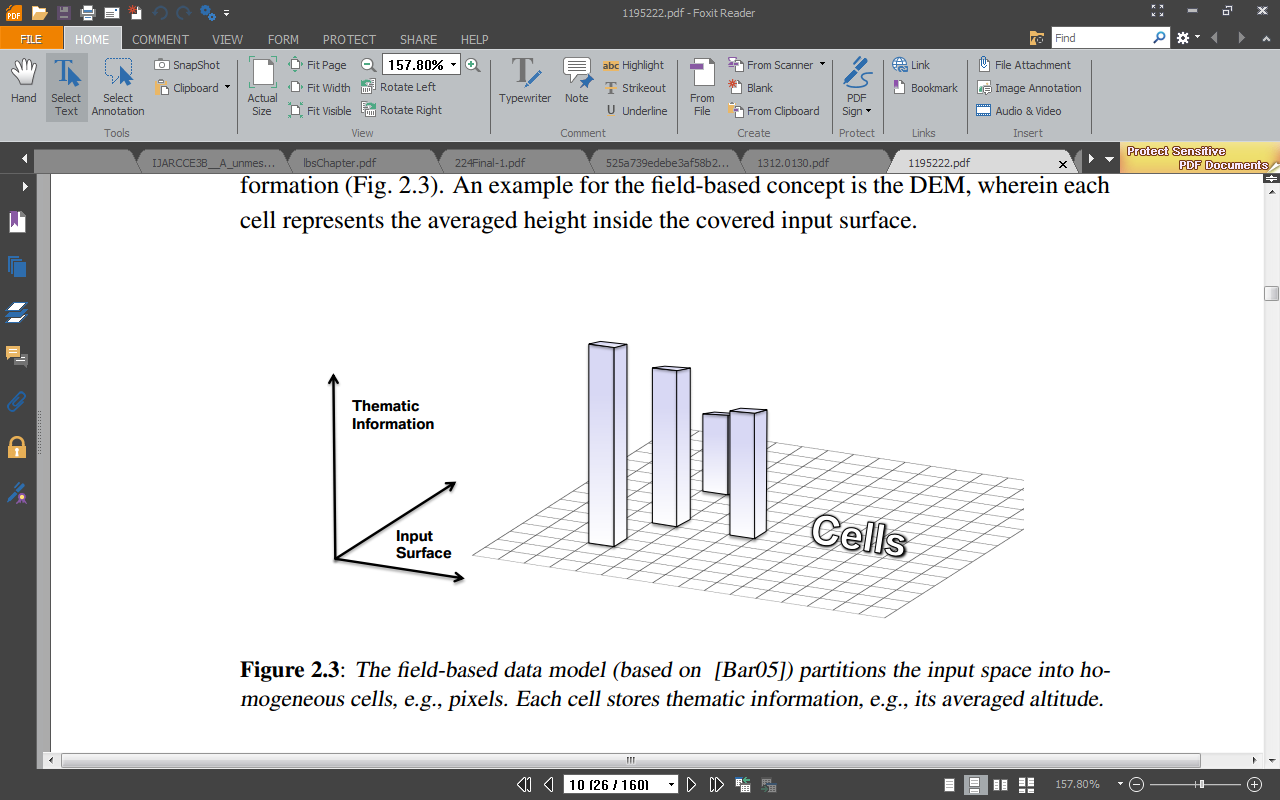 1195222.pdf - Foxit Reader
FILE HOME COMMENT VIEW FORM PROTECT SHARE HELP
Find
Hand
Select Text
Select Annotation
SnapShot
Clipboard
Tools
Actual Size
Fit Page
Fit Width
Fit Visible
157.80%
Rotate Left
Rotate Right
View
Typewriter
Note
abc Highlight
T Strikeout
U Underline
Comment
From File
From Scanner
Blank
From Clipboard
Create
PDF Sign
Protect
Link
Bookmark
Links
File Attachment
Image Annotation
Audio & Video
Insert
IJARCCE3B__A_unmes... lbsChapter.pdf 224Final-1.pdf 525a739edebe3af58b2... 1312.0130.pdf 1195222.pdf
Protect Sensitive
PDF Documents
formation (Fig. 2.3). An example for the field-based concept is the DEM, wherein each
cell represents the averaged height inside the covered input surface.
Thematic
Information
Input
Surface
Cells
Figure 2.3: The field-based data model (based on [Bar05]) partitions the input space into ho-
mogeneous cells, e.g., pixels. Each cell stores thematic information, e.g., its averaged altitude.
10 (26 / 160)
157.80%